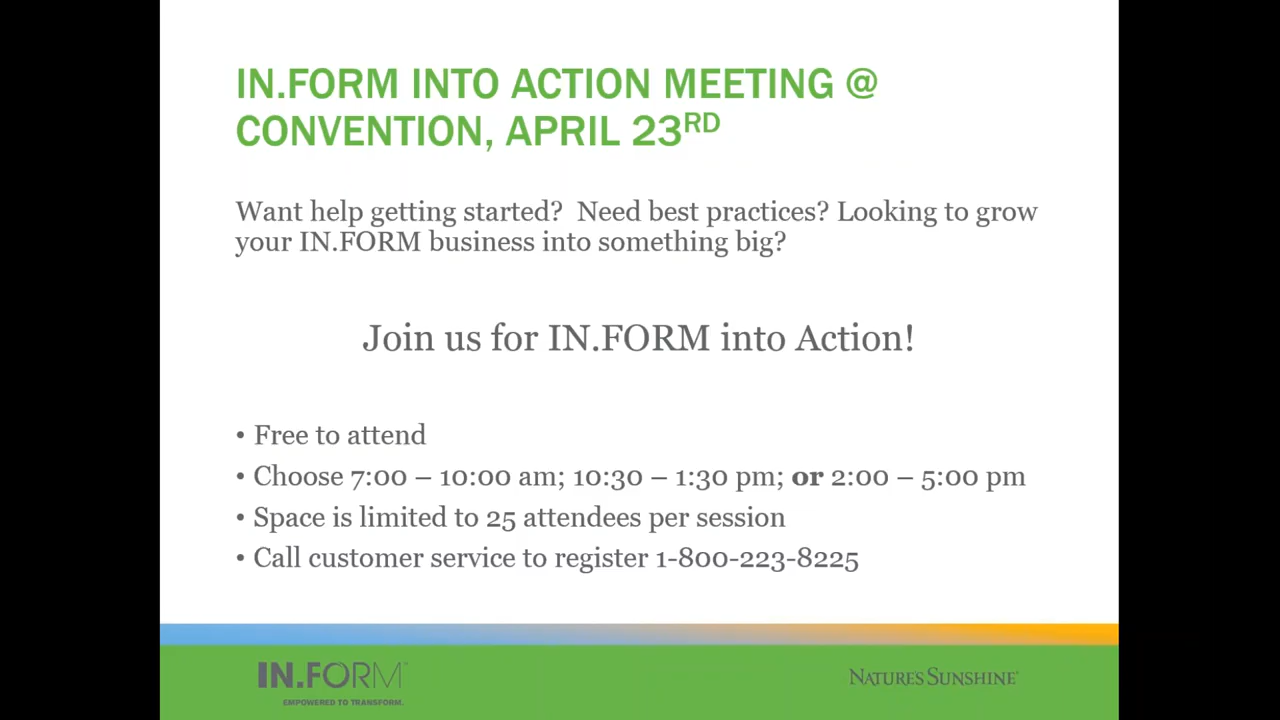 IN.FORM INTO ACTION MEETING @
CONVENTION, APRIL 23RD
Want help getting started?  Need best practices? Looking to grow
your IN.FORM business into something big?
Join us for IN.FORM into Action!
• Free to attend
• Choose 7:00 – 10:00 am; 10:30 – 1:30 pm; or 2:00 – 5:00 pm
• Space is limited to 25 attendees per session
• Call customer service to register 1-800-223-8225
IN.FORM™
EMPOWERED TO TRANSFORM.
NATURE'S SUNSHINE®